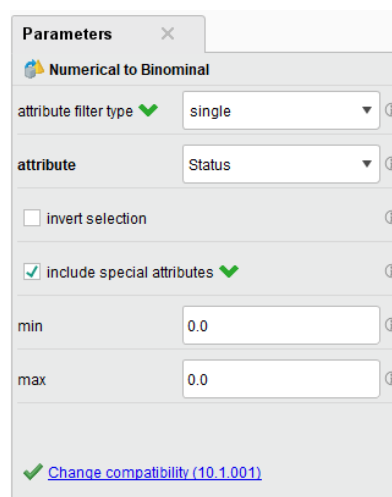 Parameters
Numerical to Binominal
attribute filter type single
attribute Status
invert selection
include special attributes
min 0.0
max 0.0
Change compatibility (10.1.001)